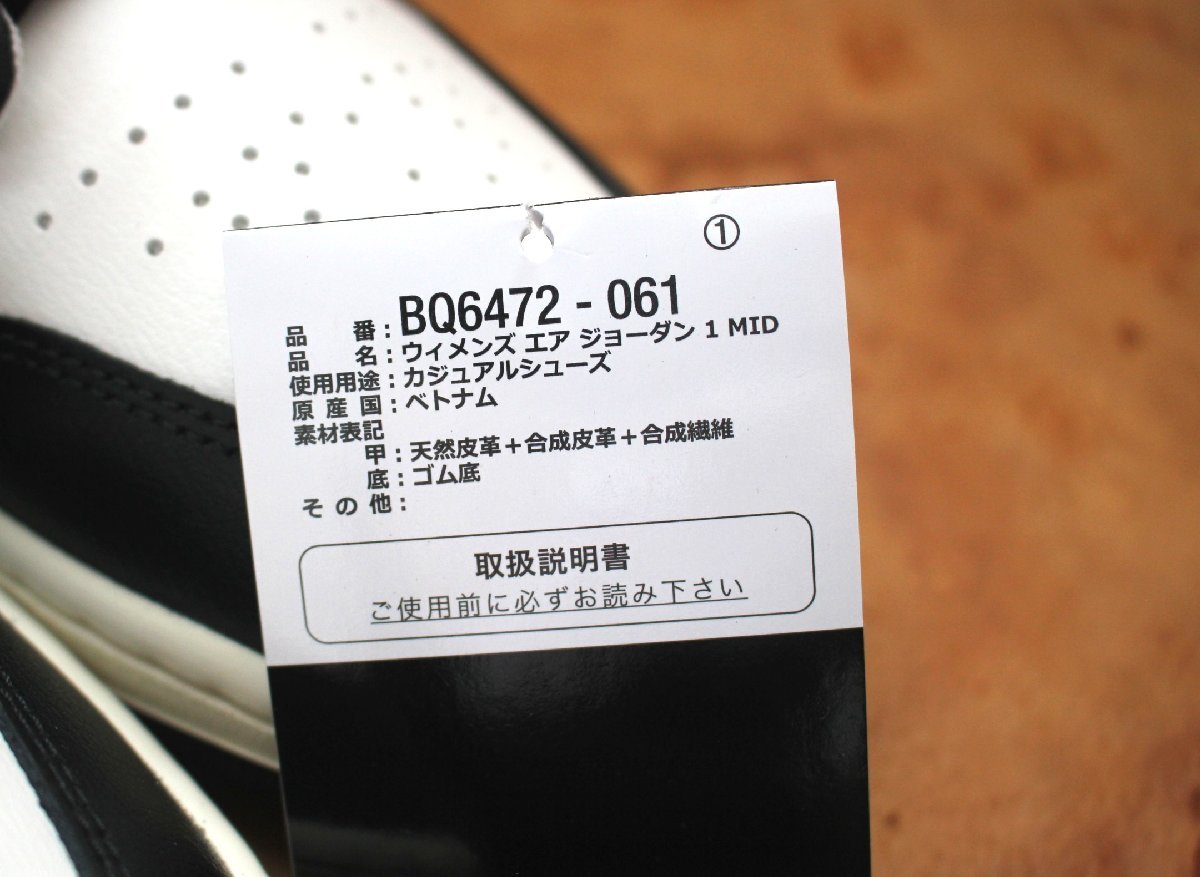 ①
品 番：BQ6472 - 061
品 名：ウィメンズ エア ジョーダン 1 MID
使用用途：カジュアルシューズ
原 産 国：ベトナム
素材表記
甲：天然皮革＋合成皮革＋合成繊維
底：ゴム底
そ の 他：
取扱説明書
ご使用前に必ずお読み下さい